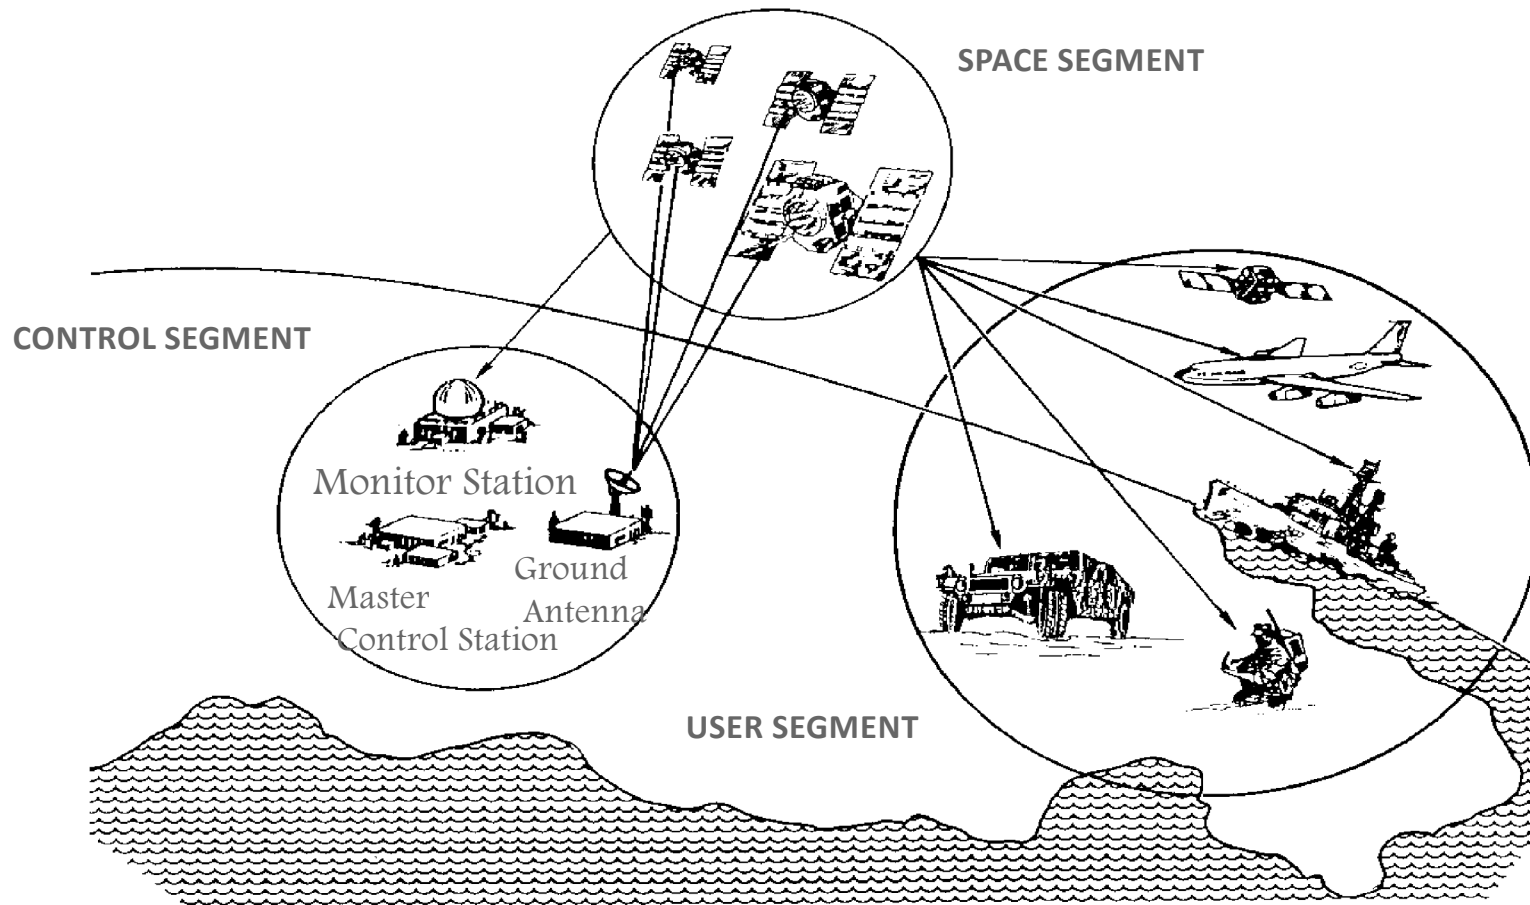 SPACE SEGMENT
CONTROL SEGMENT
Monitor Station
Ground
Antenna
Master
Control Station
USER SEGMENT